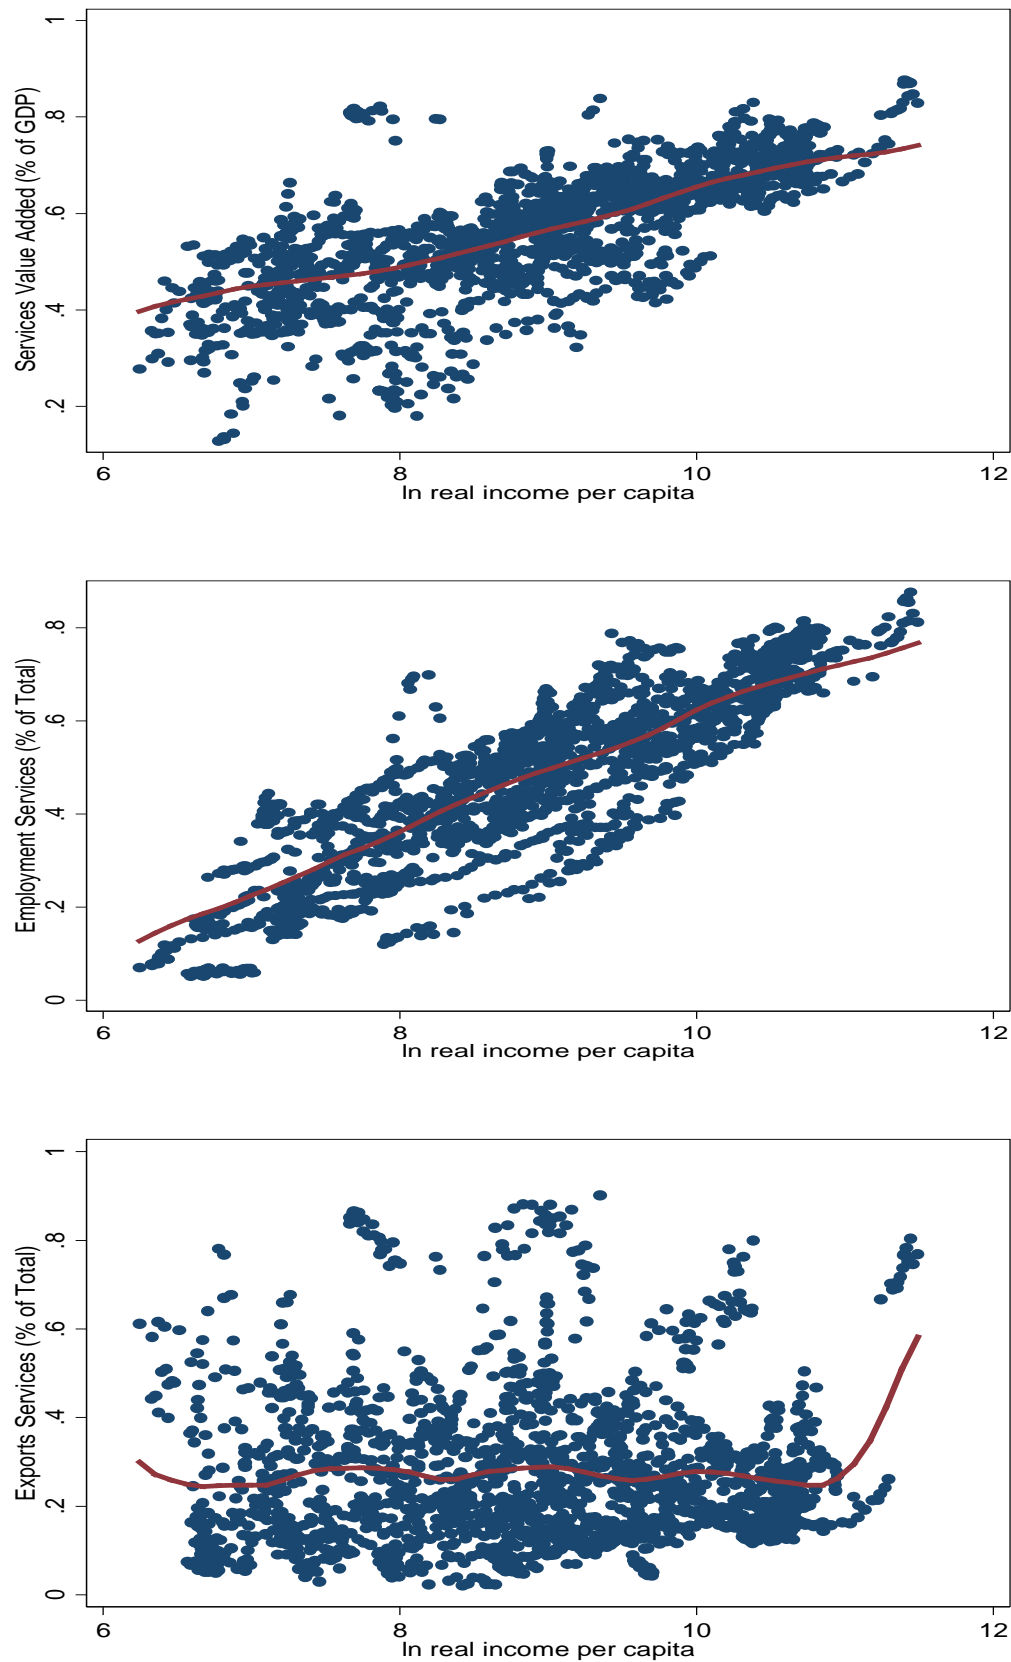 Services Value Added (% of GDP)
1
.8
.6
.4
.2
6 8 10 12
ln real income per capita
Employment Services (% of Total)
.8
.6
.4
.2
0
6 8 10 12
ln real income per capita
Exports Services (% of Total)
1
.8
.6
.4
.2
0
6 8 10 12
ln real income per capita